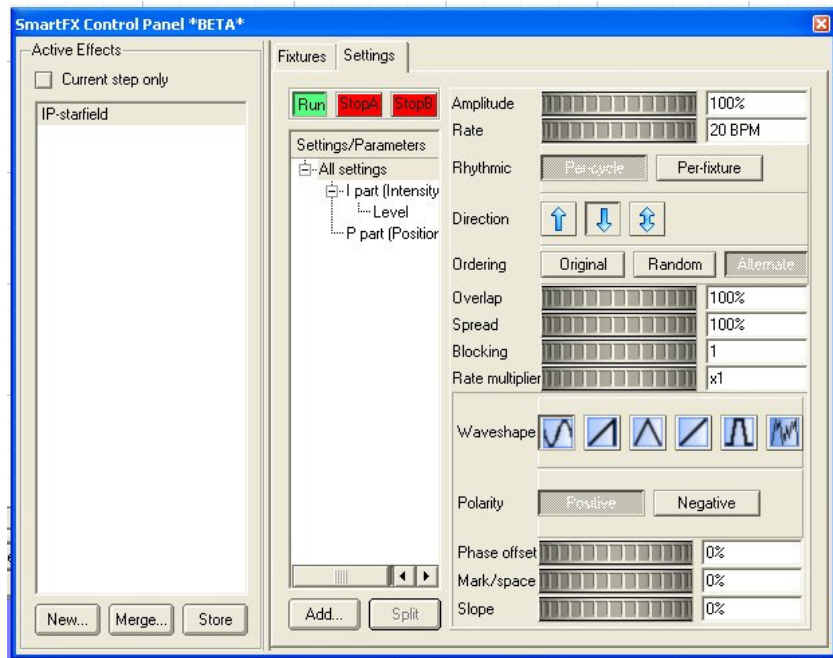 SmartFX Control Panel *BETA*
Active Effects
Current step only
IP-starfield
New... Merge... Store
Fixtures Settings
Run StopA StopB
Settings/Parameters
All settings
I part (Intensity
Level
P part (Position
Add... Split
Amplitude 100%
Rate 20 BPM
Rhythmic Per-cycle Per-fixture
Direction
Ordering Original Random Alternate
Overlap 100%
Spread 100%
Blocking 1
Rate multiplier x1
Waveshape
Polarity Positive Negative
Phase offset 0%
Mark/space 0%
Slope 0%